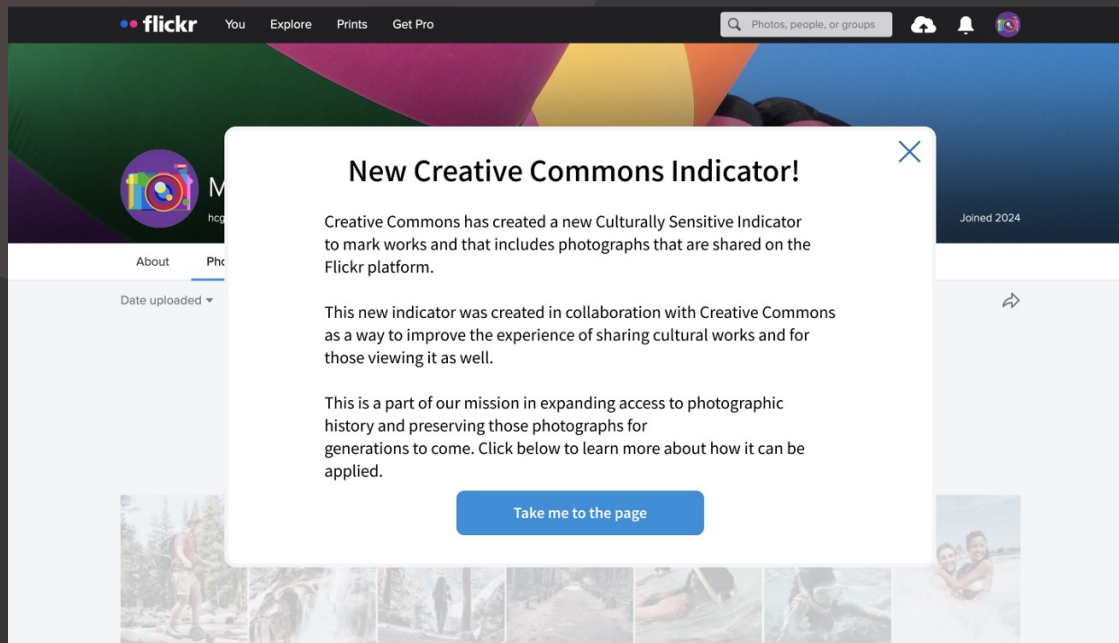 flickr You Explore Prints Get Pro Photos, people, or groups
New Creative Commons Indicator!
Creative Commons has created a new Culturally Sensitive Indicator
to mark works and that includes photographs that are shared on the
Flickr platform.
This new indicator was created in collaboration with Creative Commons
as a way to improve the experience of sharing cultural works and for
those viewing it as well.
This is a part of our mission in expanding access to photographic
history and preserving those photographs for
generations to come. Click below to learn more about how it can be
applied.
Take me to the page
M
hcg
Joined 2024
About Pho
Date uploaded